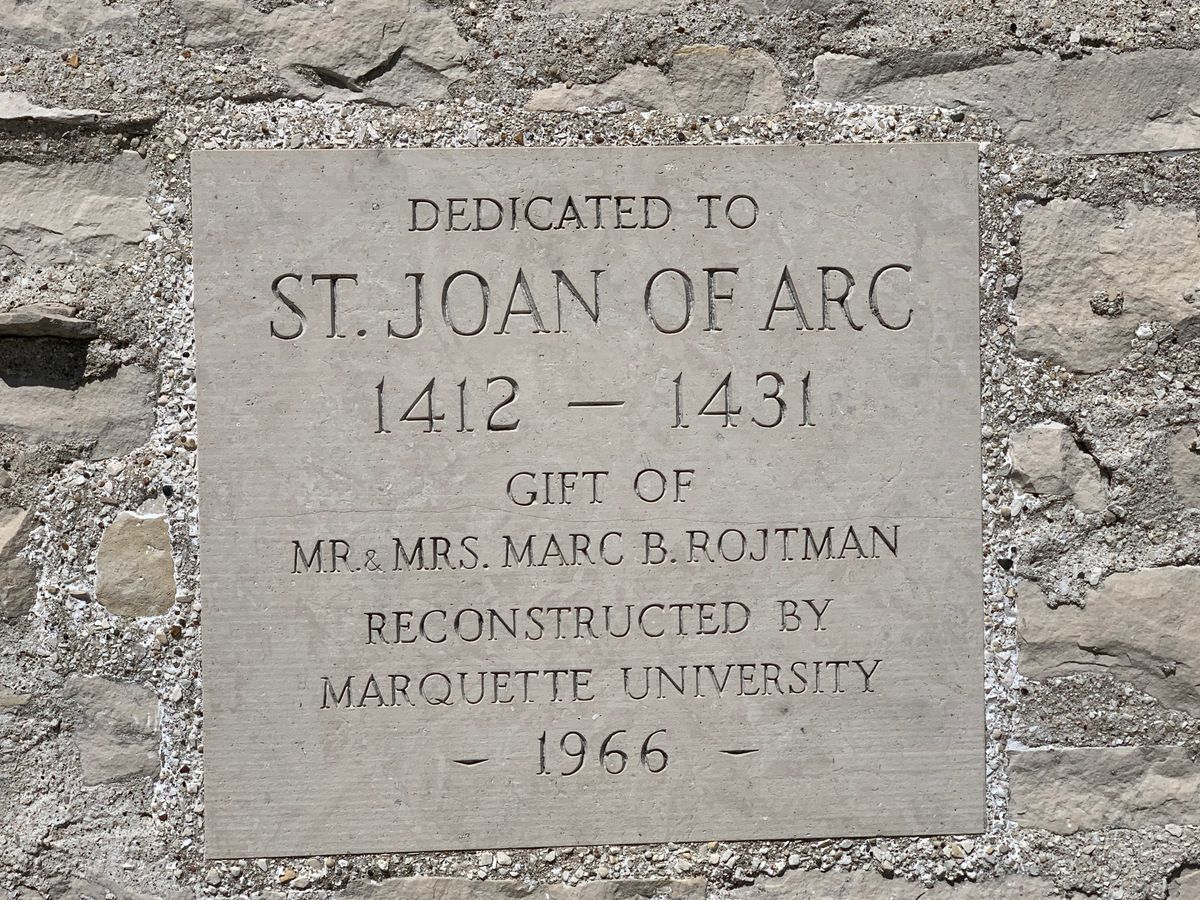 DEDICATED TO
ST. JOAN OF ARC
1412 — 1431
GIFT OF
MR. & MRS. MARC B. ROJTMAN
RECONSTRUCTED BY
MARQUETTE UNIVERSITY
— 1966 —